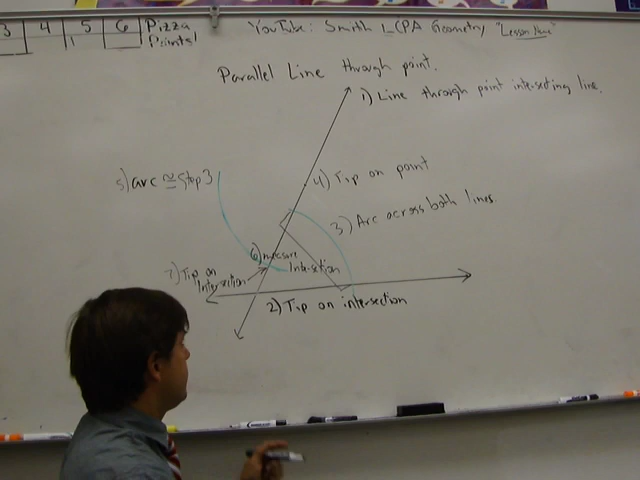 3 4 5 6 Pizza Points!
YouTube: Smith LCPA Geometry "Lesson Name"
Parallel Line through point.
1) Line through point intersecting line.
5) arc ≅ Step 3
4) Tip on point
3) Arc across both lines.
6) measure Intersection
7) Tip on Intersection
2) Tip on intersection